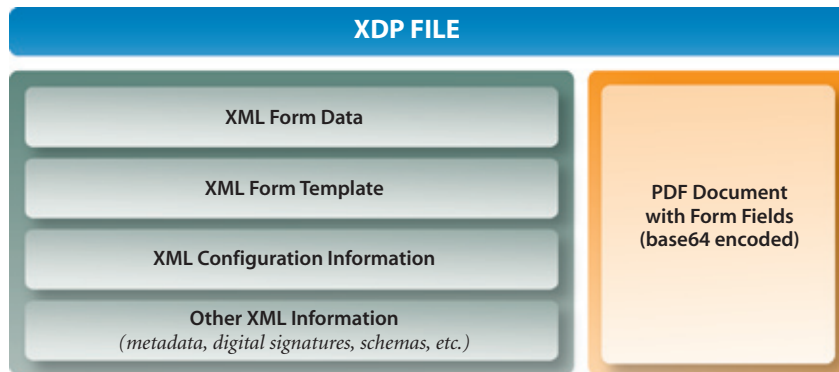 XDP FILE
XML Form Data
XML Form Template
XML Configuration Information
Other XML Information
(metadata, digital signatures, schemas, etc.)
PDF Document
with Form Fields
(base64 encoded)